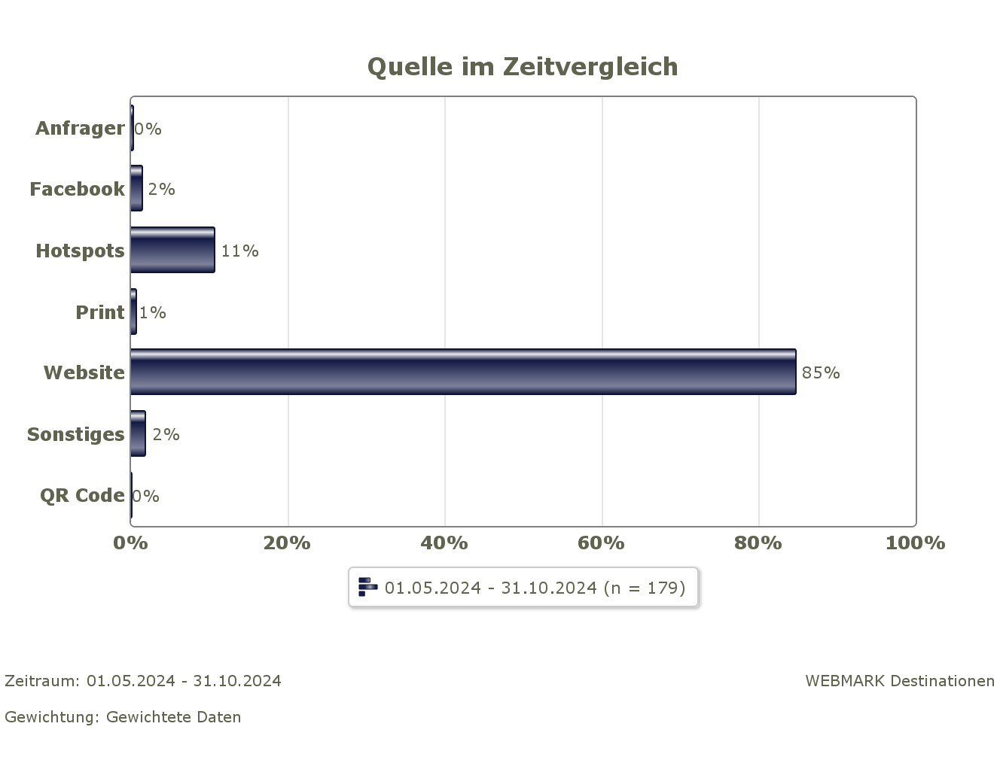 Quelle im Zeitvergleich
Anfrager 0%
Facebook 2%
Hotspots 11%
Print 1%
Website 85%
Sonstiges 2%
QR Code 0%
0% 20% 40% 60% 80% 100%
01.05.2024 - 31.10.2024 (n = 179)
Zeitraum: 01.05.2024 - 31.10.2024 WEBMARK Destinationen
Gewichtung: Gewichtete Daten